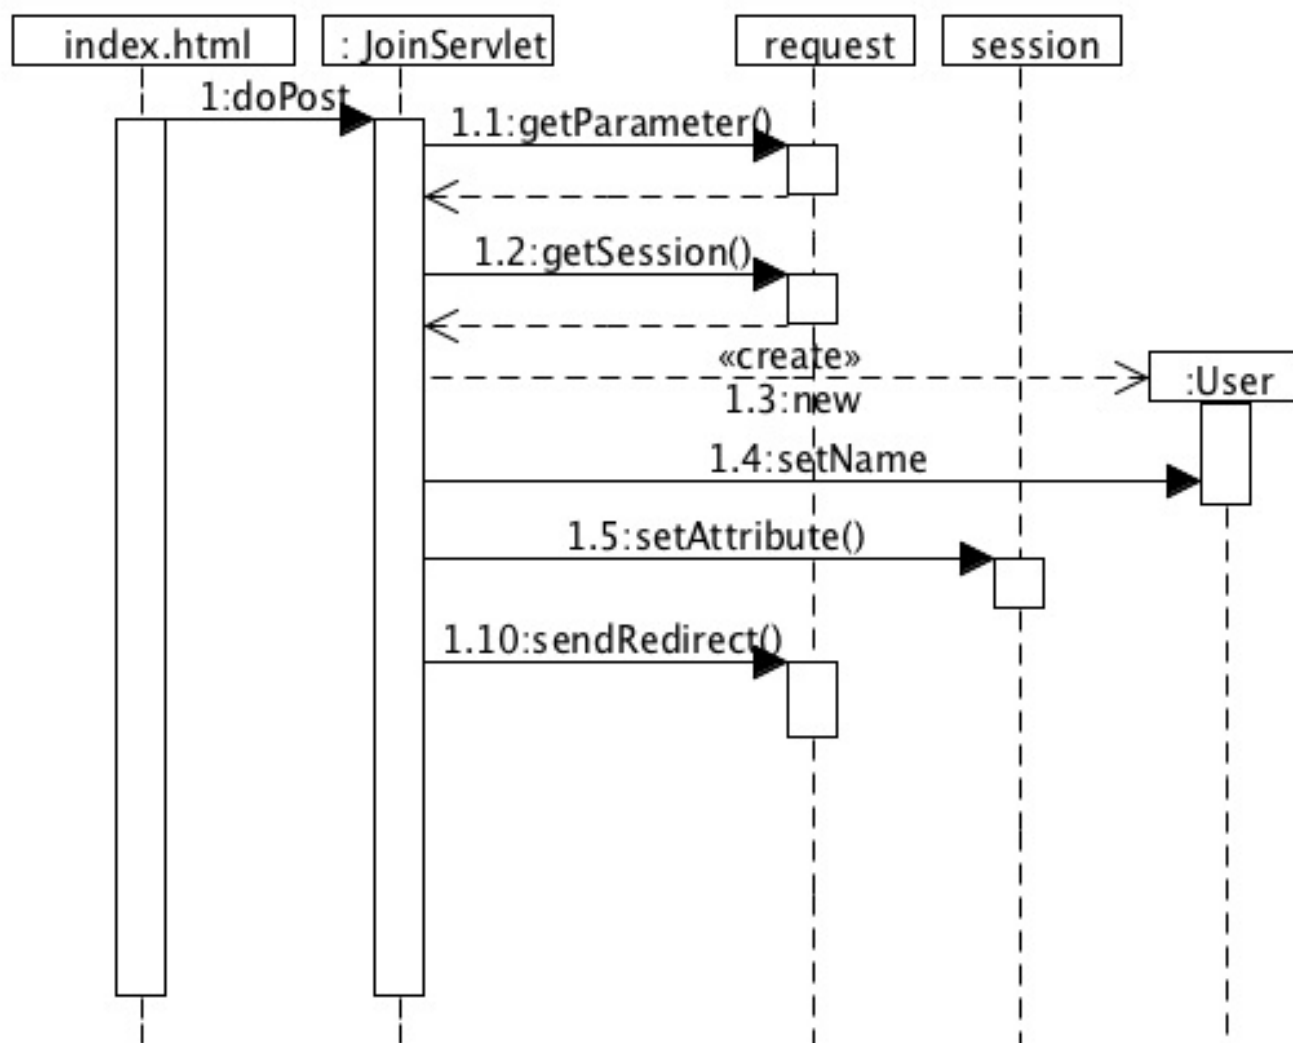 index.html
: JoinServlet
request
session
1:doPost
1.1:getParameter()
1.2:getSession()
«create»
1.3:new
:User
1.4:setName
1.5:setAttribute()
1.10:sendRedirect()